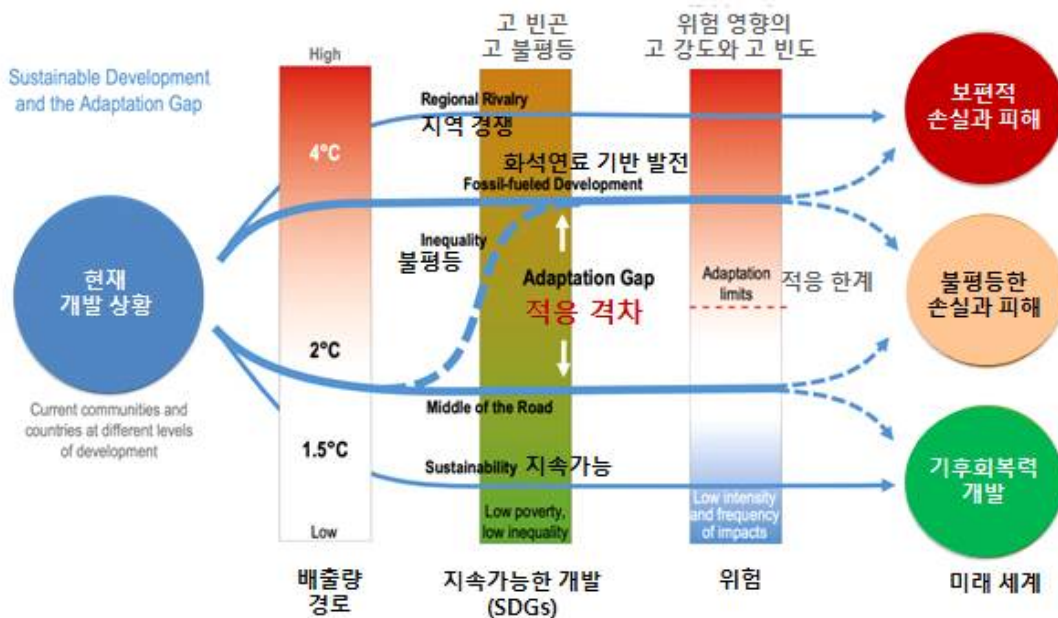 고 빈곤
고 불평등
위험 영향의
고 강도와 고 빈도
Sustainable Development
and the Adaptation Gap
High
Regional Rivalry
지역 경쟁
보편적
손실과 피해
4°C
화석연료 기반 발전
Fossil-fueled Development
Inequality
불평등
현재
개발 상황
Adaptation Gap
적응 격차
Adaptation
limits
적응 한계
불평등한
손실과 피해
2°C
Current communities and
countries at different levels
of development
Middle of the Road
1.5°C
Sustainability 지속가능
기후회복력
개발
Low
Low poverty,
low inequality
Low intensity
and frequency
of impacts
배출량
경로
지속가능한 개발
(SDGs)
위험
미래 세계